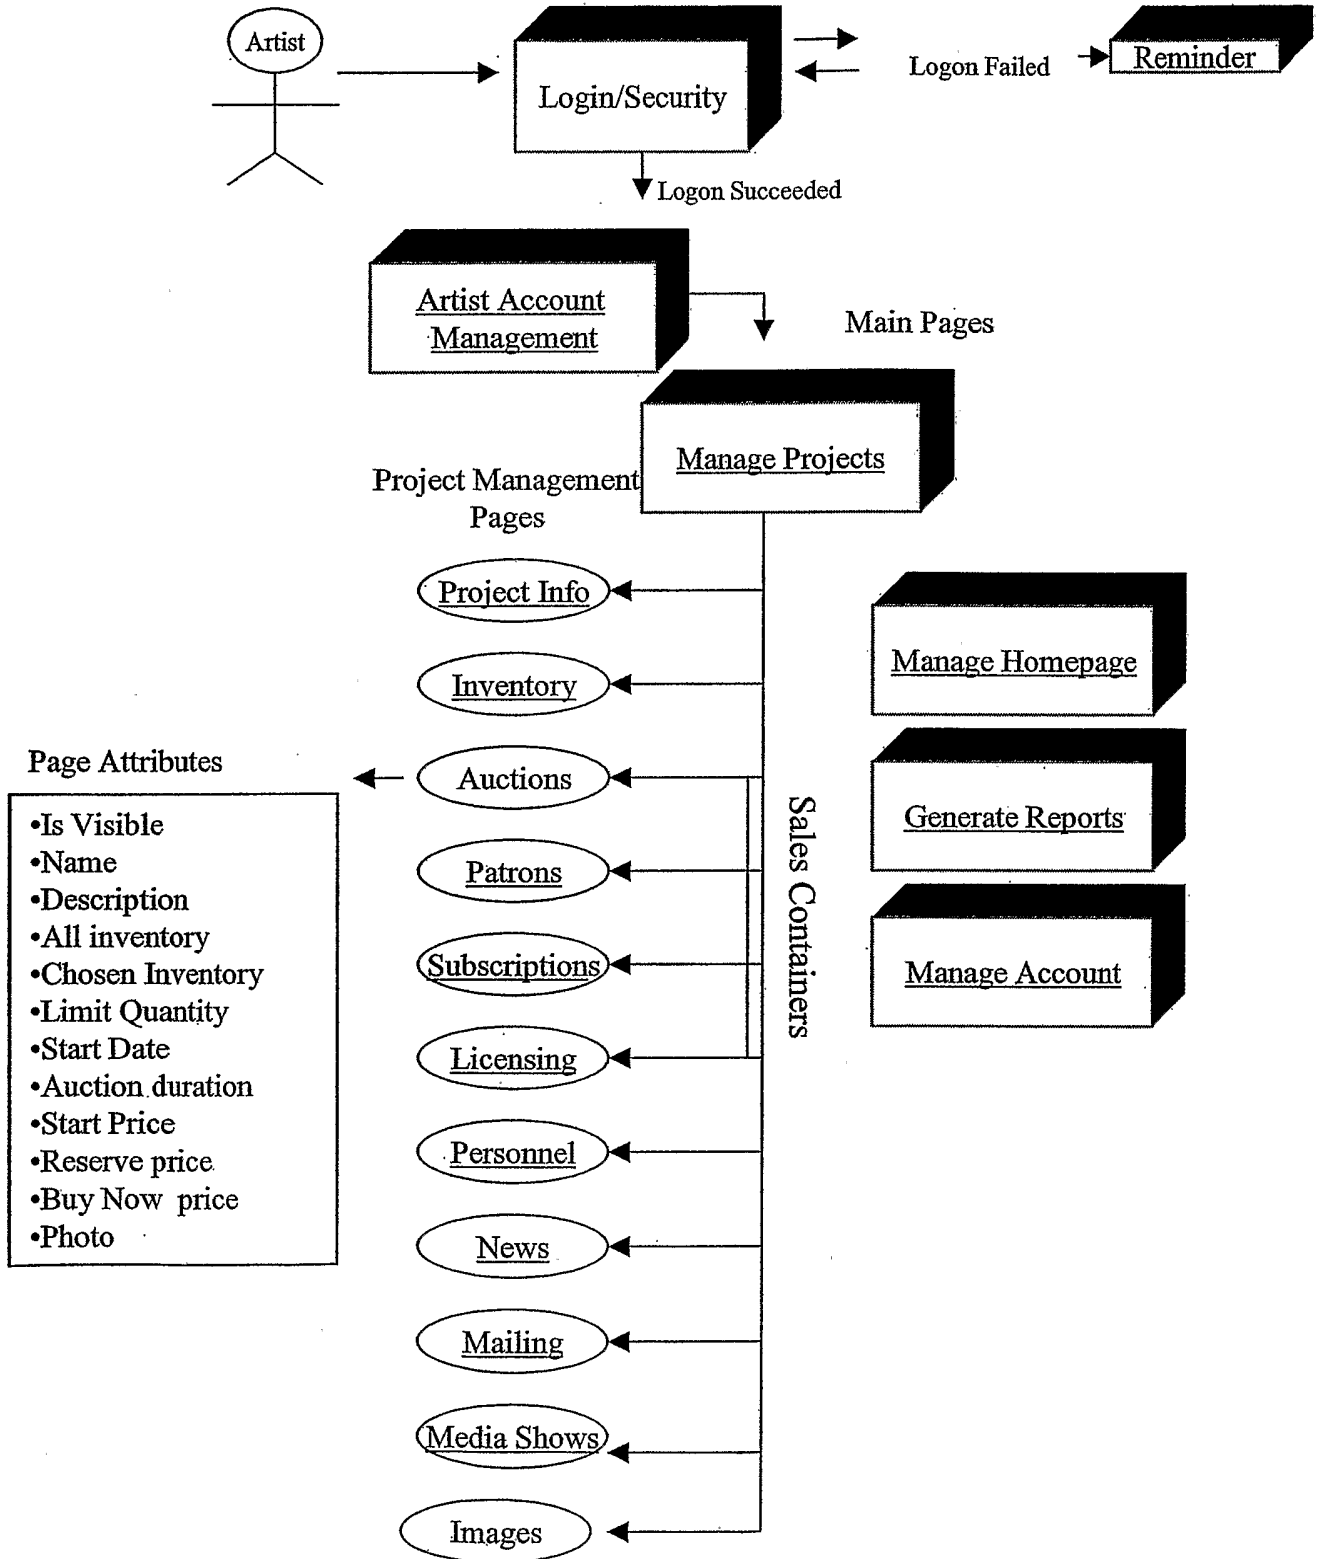 Artist
Login/Security
Logon Failed
Reminder
Logon Succeeded
Artist Account
Management
Main Pages
Manage Projects
Project Management
Pages
Project Info
Inventory
Auctions
Patrons
Subscriptions
Licensing
Personnel
News
Mailing
Media Shows
Images
Sales Containers
Manage Homepage
Generate Reports
Manage Account
Page Attributes
•Is Visible
•Name
•Description
•All inventory
•Chosen Inventory
•Limit Quantity
•Start Date
•Auction duration
•Start Price
•Reserve price
•Buy Now price
•Photo